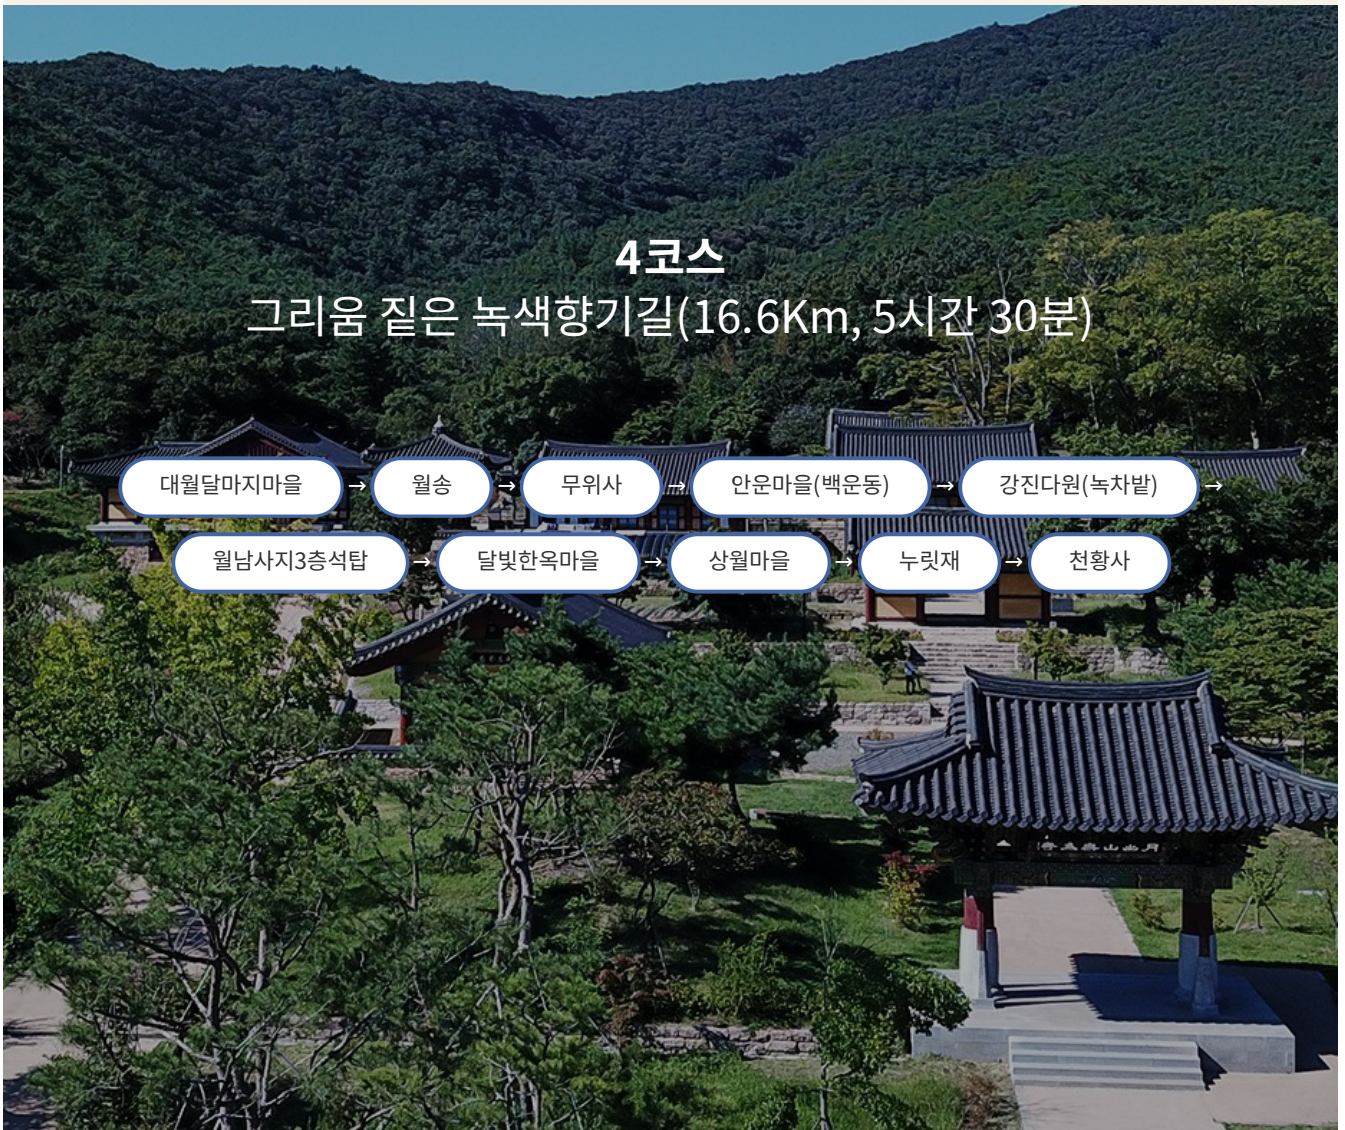 4코스
그리움 짙은 녹색향기길(16.6Km, 5시간 30분)
대월달마지마을 → 월송 → 무위사 → 안운마을(백운동) → 강진다원(녹차밭) →
월남사지3층석탑 → 달빛한옥마을 → 상월마을 → 누릿재 → 천황사